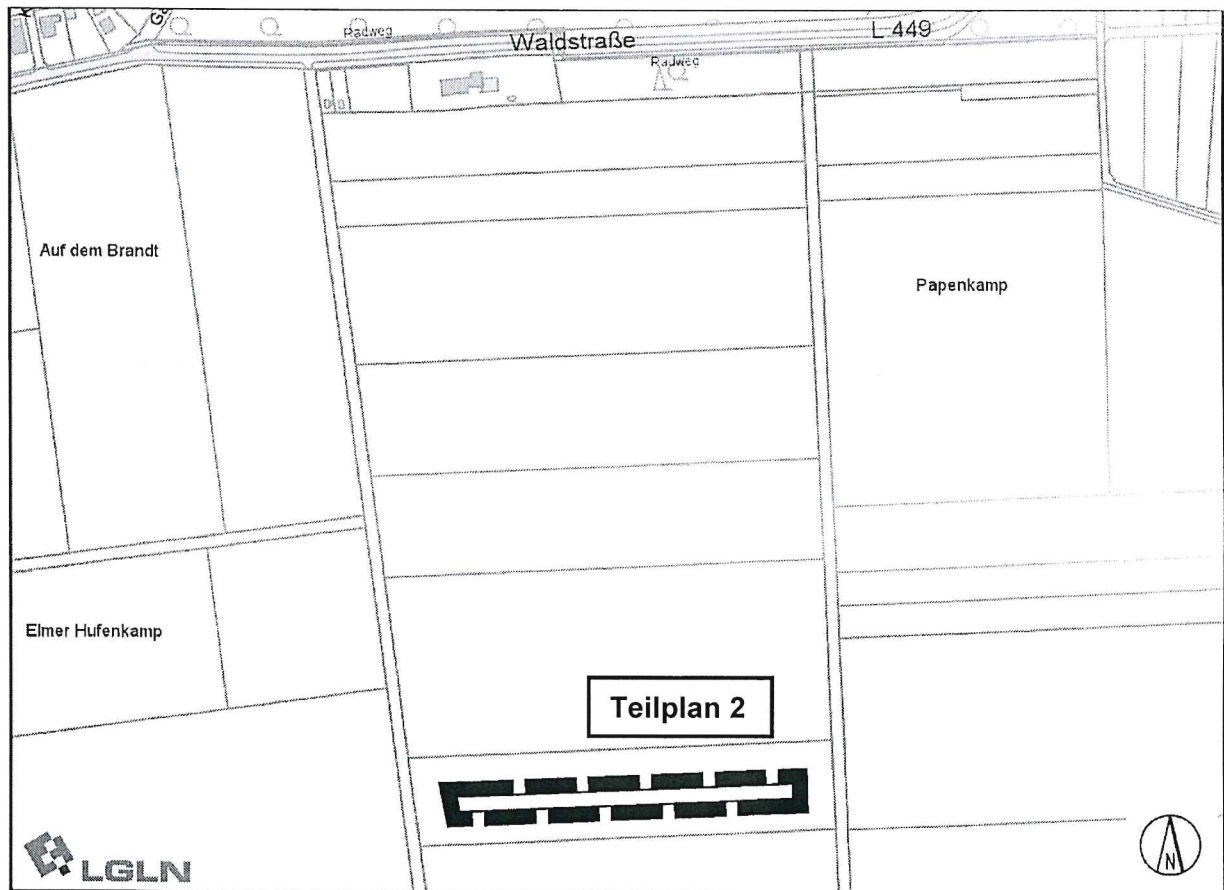 Radweg
Waldstraße
L 449
Radweg
Auf dem Brandt
Papenkamp
Elmer Hufenkamp
Teilplan 2
LGLN
N